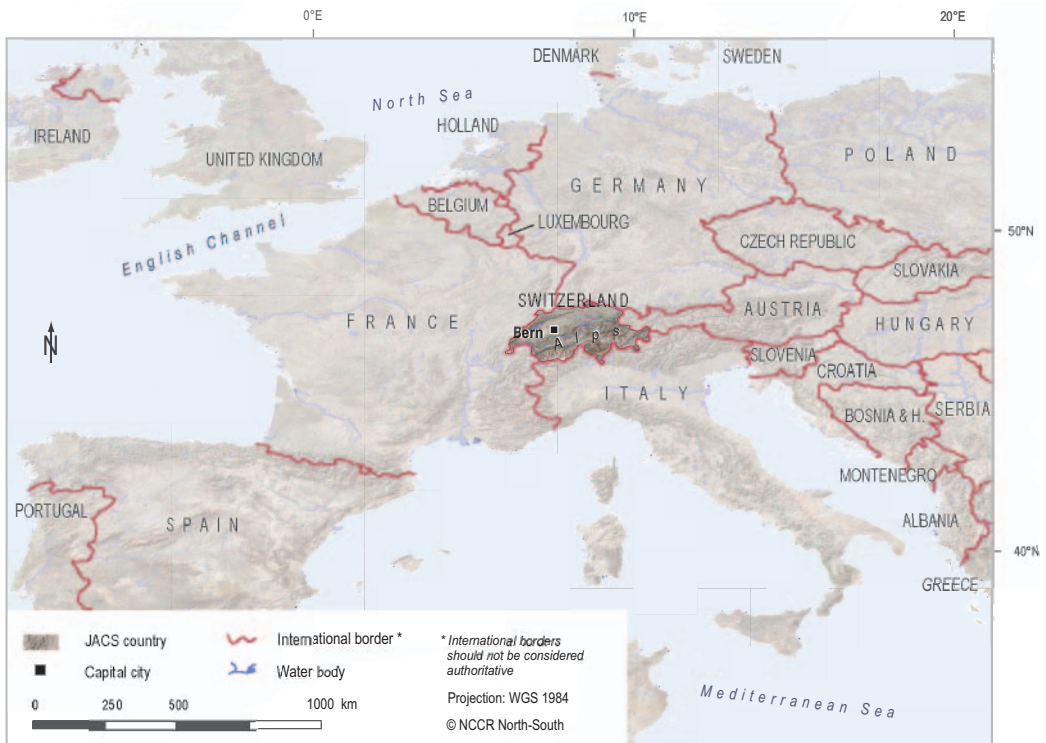 0°E 10°E 20°E
DENMARK SWEDEN
North Sea
HOLLAND
IRELAND
UNITED KINGDOM
POLAND
GERMANY
BELGIUM
LUXEMBOURG
English Channel
50°N
CZECH REPUBLIC
SLOVAKIA
SWITZERLAND
AUSTRIA
FRANCE
HUNGARY
Bern
Alps
N
SLOVENIA
CROATIA
ITALY
BOSNIA & H.
SERBIA
MONTENEGRO
PORTUGAL
SPAIN
ALBANIA
40°N
GREECE
JACS country
Capital city
International border *
Water body
* International borders
should not be considered
authoritative
Projection: WGS 1984
© NCCR North-South
0 250 500 1000 km
Mediterranean Sea